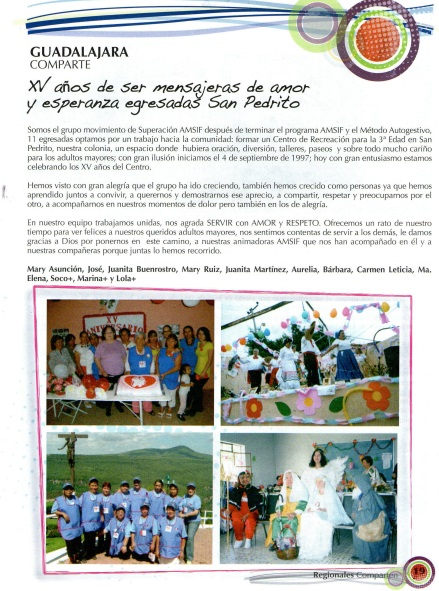 GUADALAJARA
COMPARTE
XV años de ser mensajeras de amor
y esperanza egresadas San Pedrito
Somos el grupo movimiento de Superación AMSIF después de terminar el programa AMSIF y el Método Autogestivo,
11 egresadas optamos por un trabajo hacia la comunidad: formar un Centro de Recreación para la 3ª Edad en San
Pedrito, nuestra colonia, un espacio donde hubiera oración, diversión, talleres, paseos y sobre todo mucho cariño
para los adultos mayores; con gran ilusión iniciamos el 4 de septiembre de 1997; hoy con gran entusiasmo estamos
celebrando los XV años del Centro.
Hemos visto con gran alegría que el grupo ha ido creciendo, también hemos crecido como personas ya que hemos
aprendido juntos a convivir, a querernos y demostrarnos ese aprecio, a compartir, respetar y preocuparnos por el
otro, a acompañarnos en nuestros momentos de dolor pero también en los de alegría.
En nuestro equipo trabajamos unidas, nos agrada SERVIR con AMOR y RESPETO. Ofrecemos un rato de nuestro
tiempo para ver felices a nuestros queridos adultos mayores, nos sentimos contentas de servir a los demás, le damos
gracias a Dios por ponernos en este camino, a nuestras animadoras AMSIF que nos han acompañado en él y a
nuestras compañeras porque juntas lo hemos recorrido.
Mary Asunción, José, Juanita Buenrostro, Mary Ruiz, Juanita Martínez, Aurelia, Bárbara, Carmen Leticia, Ma.
Elena, Soco+, Marina+ y Lola+
XV
ANIVERSARIO
Regionales Comparten
19